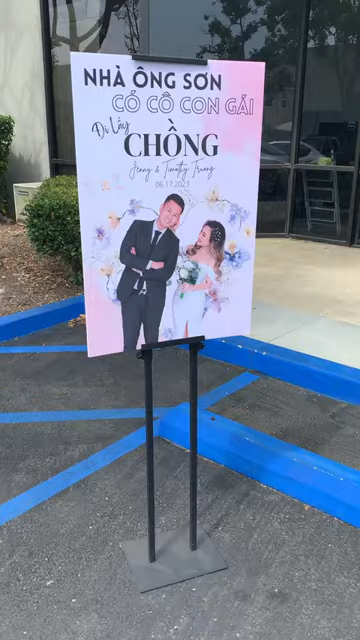 NHÀ ÔNG SƠN
CÓ CÔ CON GÁI
Đi Lấy
CHỒNG
Jenny & Timothy Truong
06.17.2023